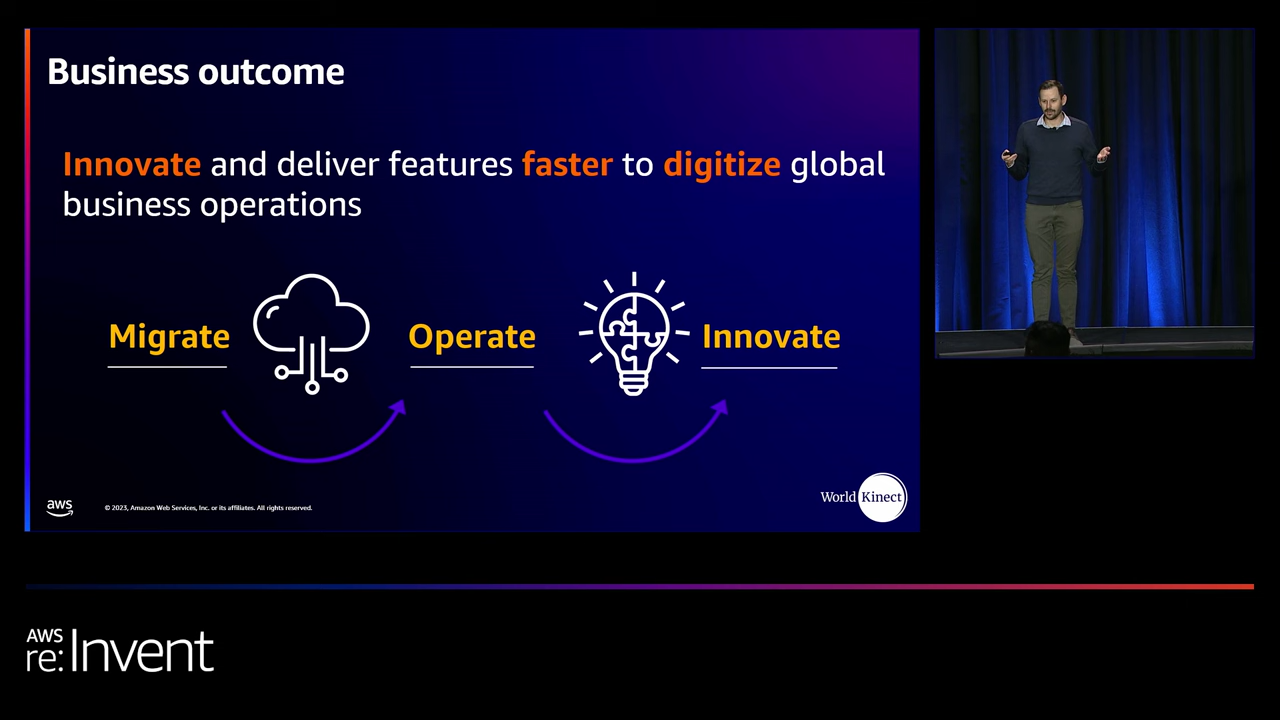 Business outcome
Innovate and deliver features faster to digitize global
business operations
Migrate
Operate
Innovate
aws
© 2023, Amazon Web Services, Inc. or its affiliates. All rights reserved.
World Kinect
AWS
re:Invent